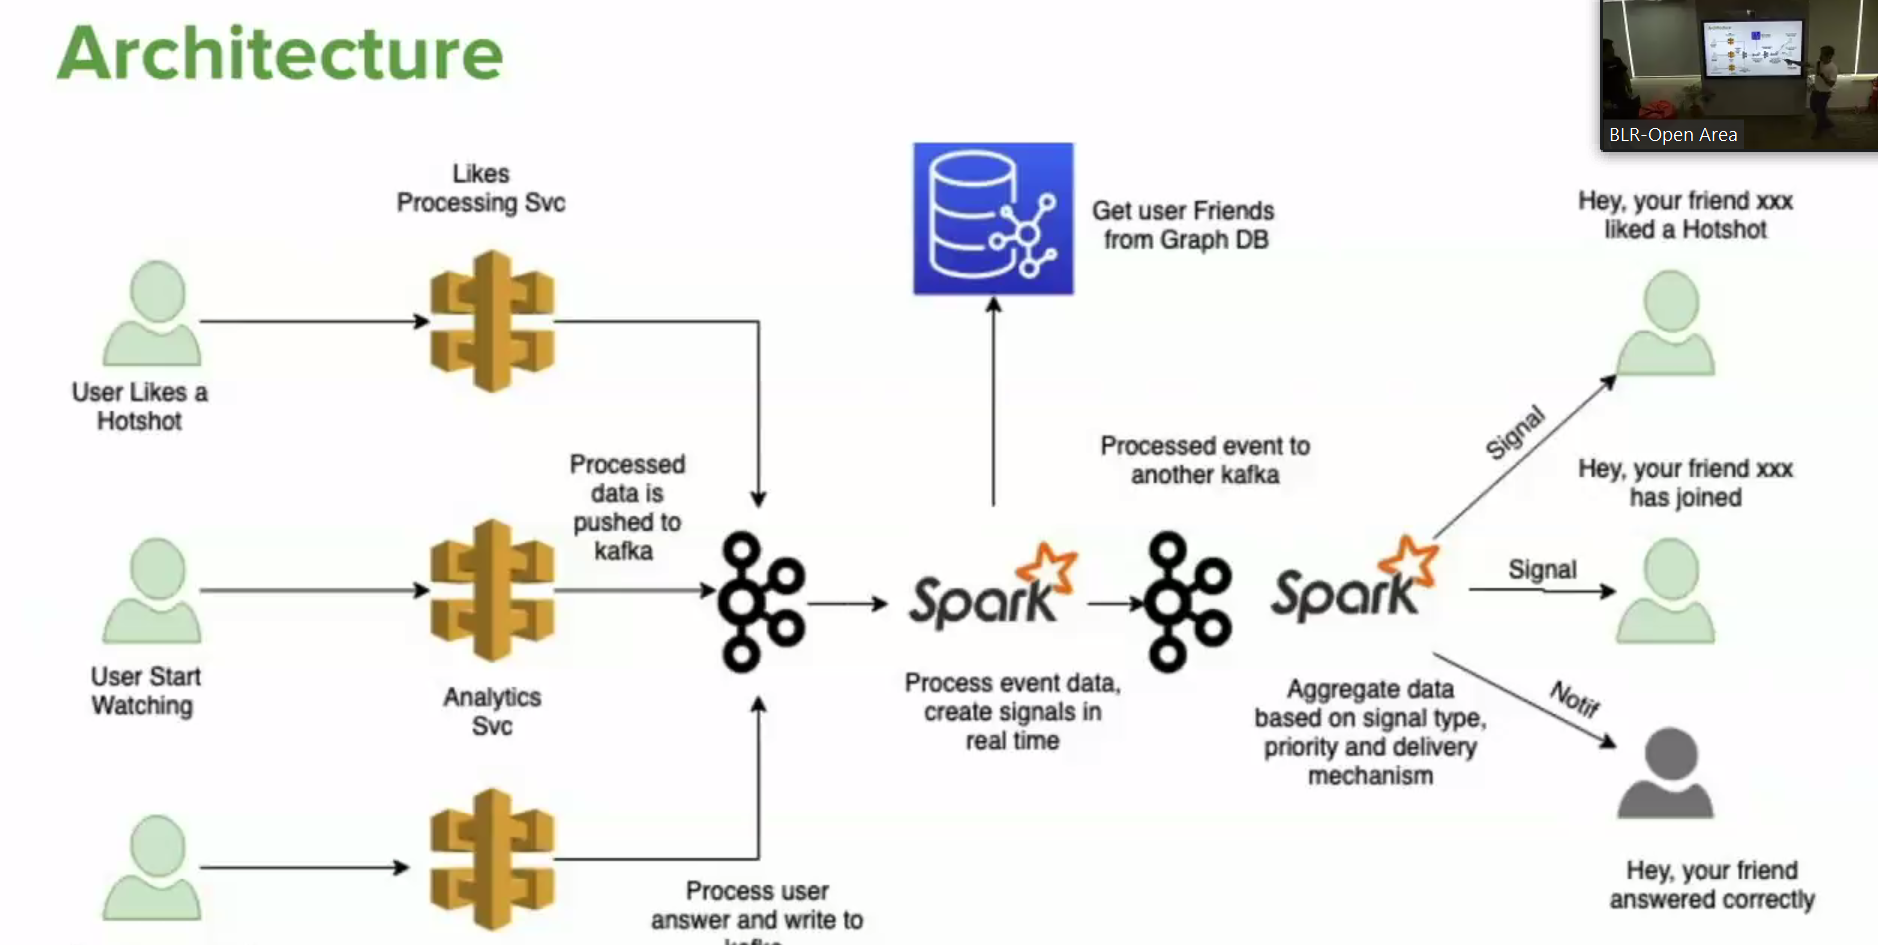 Architecture
BLR-Open Area
Likes
Processing Svc
Get user Friends
from Graph DB
Hey, your friend xxx
liked a Hotshot
User Likes a
Hotshot
Processed
data is
pushed to
kafka
Processed event to
another kafka
Signal
Hey, your friend xxx
has joined
Spark
Spark
Signal
User Start
Watching
Analytics
Svc
Process event data,
create signals in
real time
Aggregate data
based on signal type,
priority and delivery
mechanism
Notif
Process user
answer and write to
kafka
Hey, your friend
answered correctly